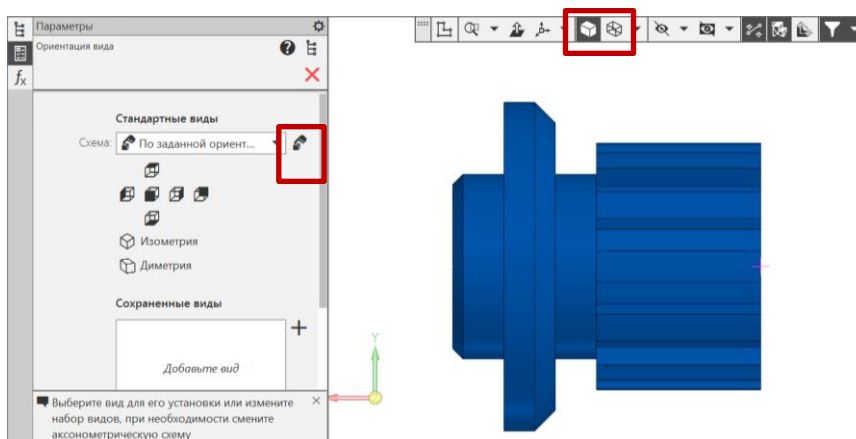 Параметры
Ориентация вида
?
fx
Стандартные виды
Схема: По заданной ориент...
Изометрия
Диметрия
Сохраненные виды
Добавьте вид
Y
Выберите вид для его установки или измените
набор видов, при необходимости смените
аксонометрическую схему